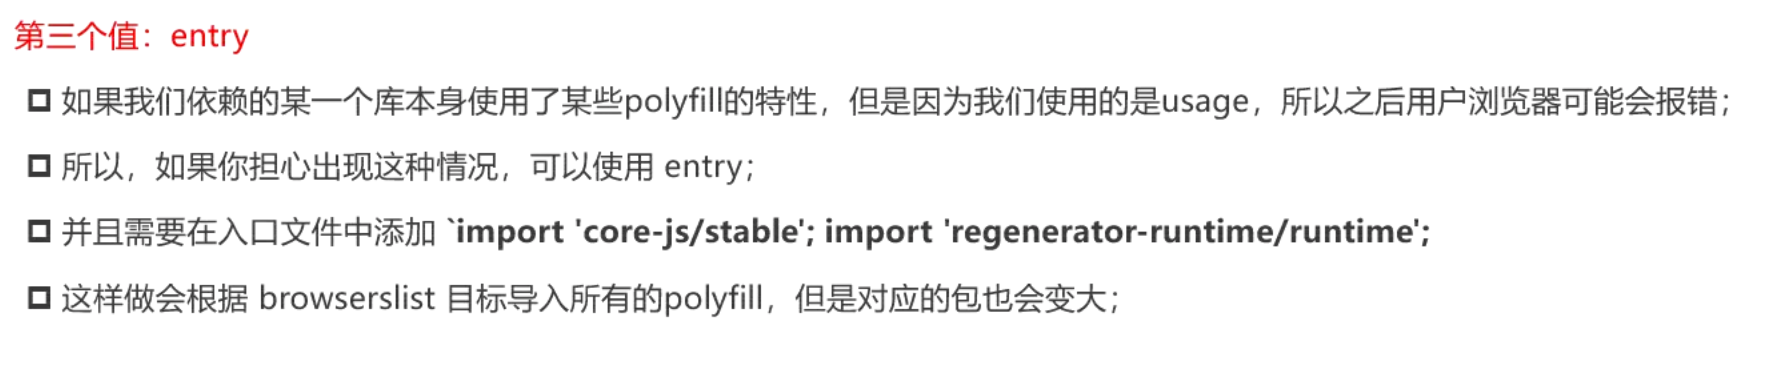 第三个值：entry
如果我们依赖的某一个库本身使用了某些polyfill的特性，但是因为我们使用的是usage，所以之后用户浏览器可能会报错；
所以，如果你担心出现这种情况，可以使用 entry；
并且需要在入口文件中添加 `import 'core-js/stable'; import 'regenerator-runtime/runtime';
这样做会根据 browserslist 目标导入所有的polyfill，但是对应的包也会变大；